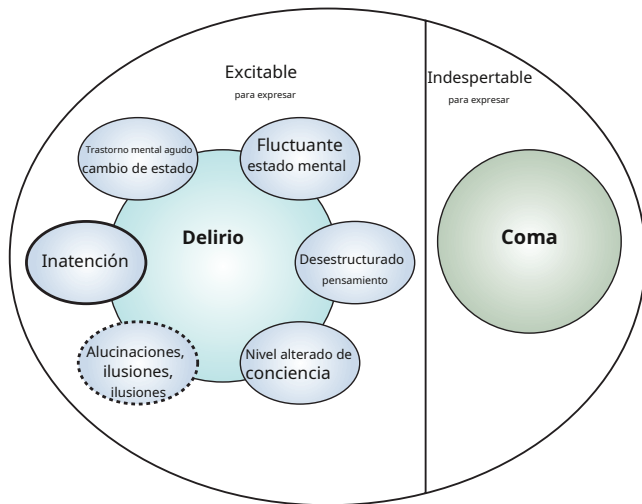 Excitable
para expresar
Indespertable
para expresar
Trastorno mental agudo
cambio de estado
Fluctuante
estado mental
Delirio
Coma
Inatención
Desestructurado
pensamiento
Alucinaciones,
ilusiones,
ilusiones
Nivel alterado de
conciencia